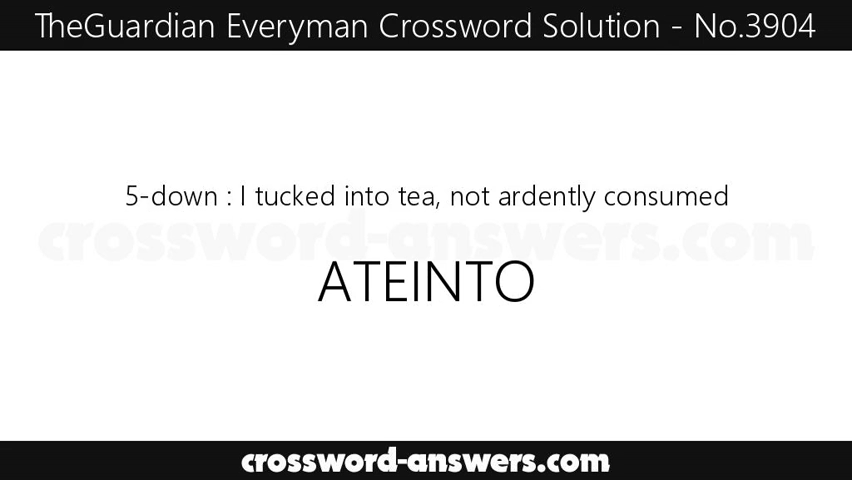 TheGuardian Everyman Crossword Solution - No.3904
5-down : I tucked into tea, not ardently consumed
crossword-answers.com
ATEINTO
crossword-answers.com